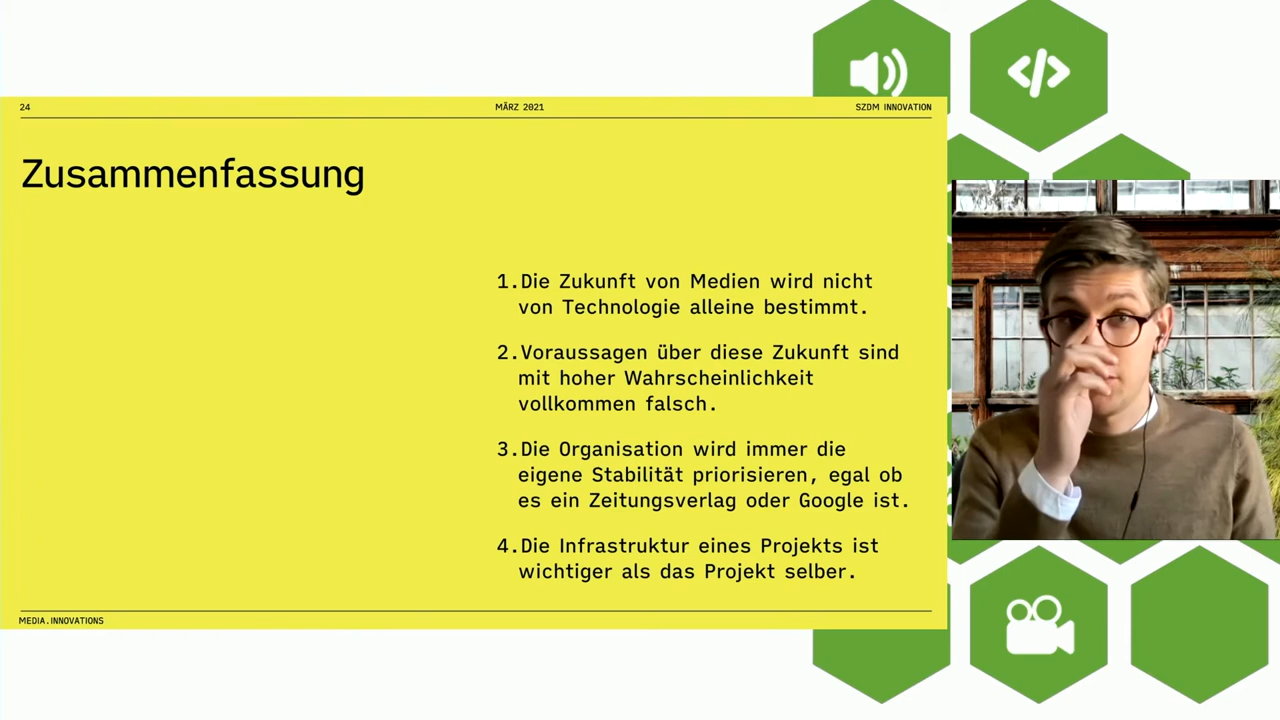 24
MÄRZ 2021
SZDM INNOVATION
Zusammenfassung
1.Die Zukunft von Medien wird nicht
von Technologie alleine bestimmt.
2.Voraussagen über diese Zukunft sind
mit hoher Wahrscheinlichkeit
vollkommen falsch.
3.Die Organisation wird immer die
eigene Stabilität priorisieren, egal ob
es ein Zeitungsverlag oder Google ist.
4.Die Infrastruktur eines Projekts ist
wichtiger als das Projekt selber.
MEDIA.INNOVATIONS